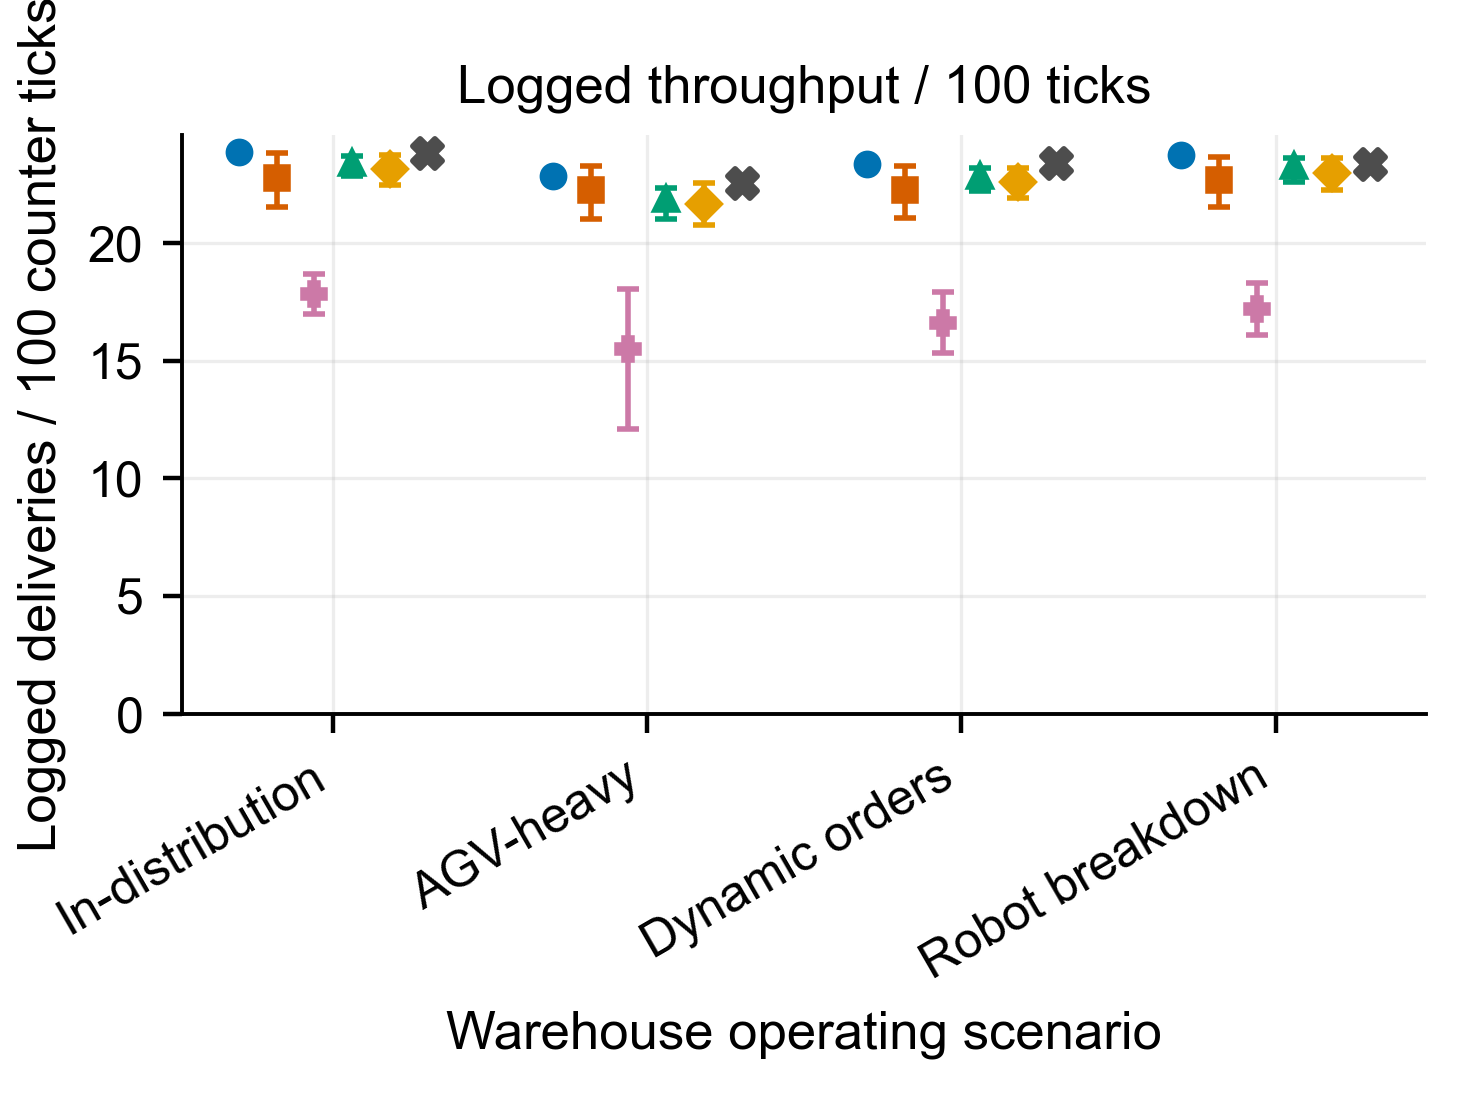 Logged throughput / 100 ticks
Logged deliveries / 100 counter ticks
20
15
10
5
0
In-distribution
AGV-heavy
Dynamic orders
Robot breakdown
Warehouse operating scenario